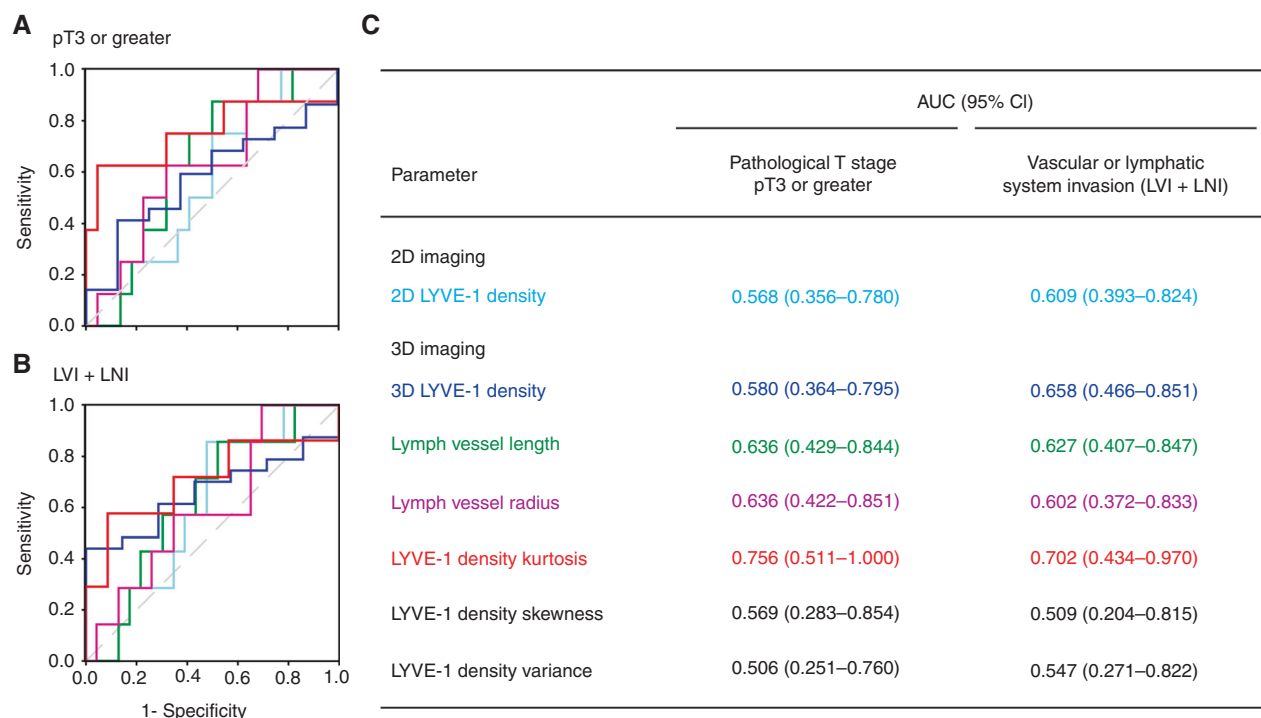 A
pT3 or greater
1.0
0.8
0.6
0.4
0.2
0.0
Sensitivity
B
LVI + LNI
1.0
0.8
0.6
0.4
0.2
0.0
Sensitivity
0.0 0.2 0.4 0.6 0.8 1.0
1- Specificity
C
AUC (95% CI)
Parameter
Pathological T stage
pT3 or greater
Vascular or lymphatic
system invasion (LVI + LNI)
2D imaging
2D LYVE-1 density 0.568 (0.356–0.780) 0.609 (0.393–0.824)
3D imaging
3D LYVE-1 density 0.580 (0.364–0.795) 0.658 (0.466–0.851)
Lymph vessel length 0.636 (0.429–0.844) 0.627 (0.407–0.847)
Lymph vessel radius 0.636 (0.422–0.851) 0.602 (0.372–0.833)
LYVE-1 density kurtosis 0.756 (0.511–1.000) 0.702 (0.434–0.970)
LYVE-1 density skewness 0.569 (0.283–0.854) 0.509 (0.204–0.815)
LYVE-1 density variance 0.506 (0.251–0.760) 0.547 (0.271–0.822)